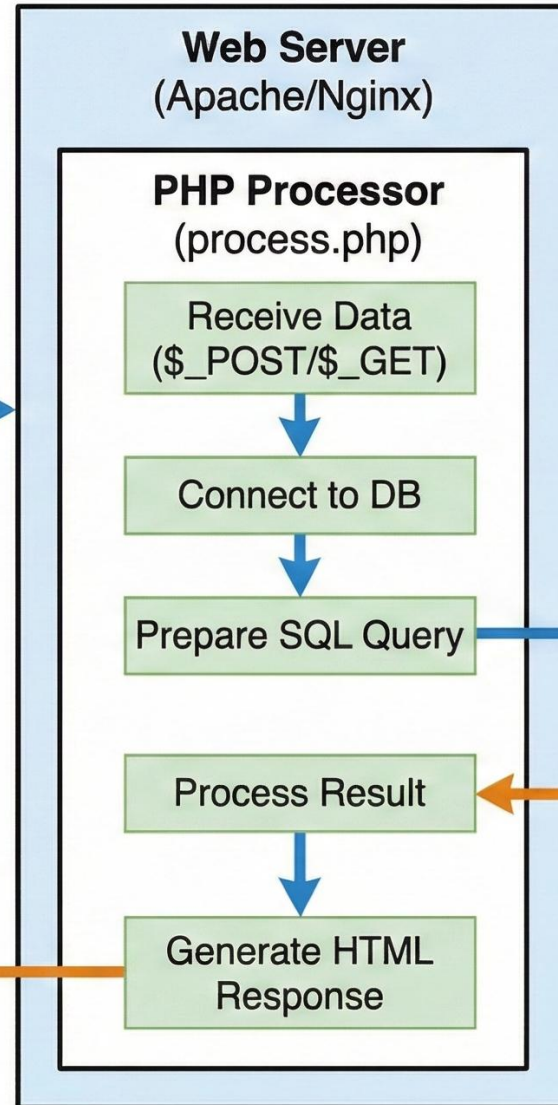 Web Server
(Apache/Nginx)
PHP Processor
(process.php)
Receive Data
($_POST/$_GET)
Connect to DB
Prepare SQL Query
Process Result
Generate HTML
Response